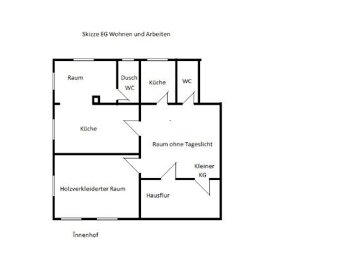 Skizze EG Wohnen und Arbeiten
Raum
Dusch
WC
Küche
WC
Küche
Raum ohne Tageslicht
Kleiner
KG
Holzverkleiderter Raum
Hausflur
Innenhof